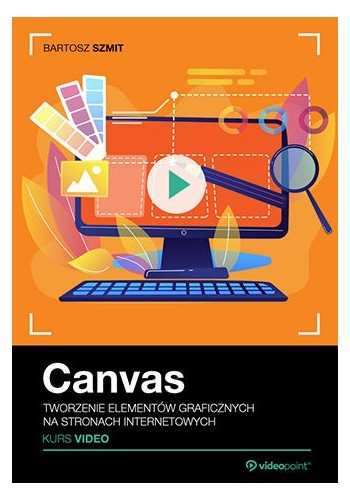 BARTOSZ SZMIT
Canvas
TWORZENIE ELEMENTÓW GRAFICZNYCH
NA STRONACH INTERNETOWYCH
KURS VIDEO
videopoint